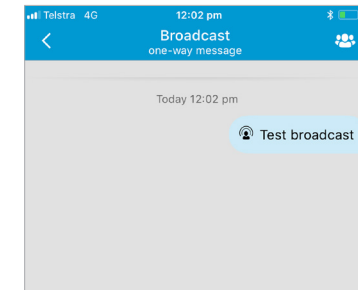 Telstra 4G 12:02 pm
Broadcast
one-way message
Today 12:02 pm
Test broadcast